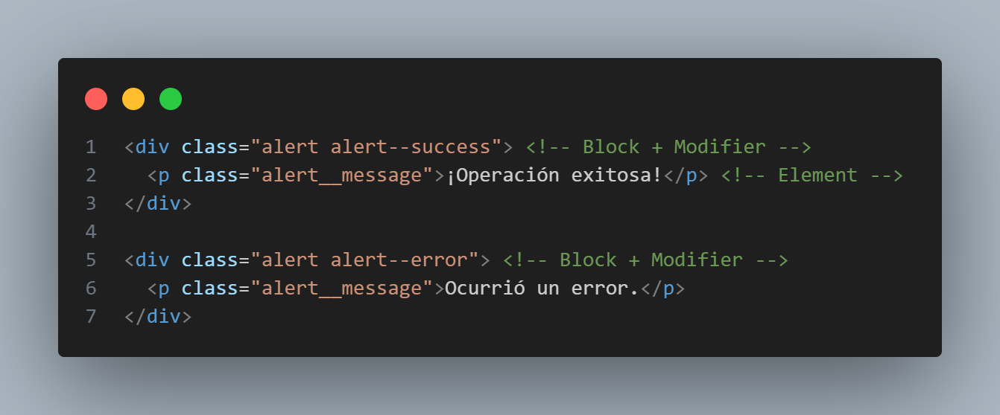 1 <div class="alert alert--success"> <!-- Block + Modifier -->
2   <p class="alert__message">¡Operación exitosa!</p> <!-- Element -->
3 </div>
4
5 <div class="alert alert--error"> <!-- Block + Modifier -->
6   <p class="alert__message">Ocurrió un error.</p>
7 </div>